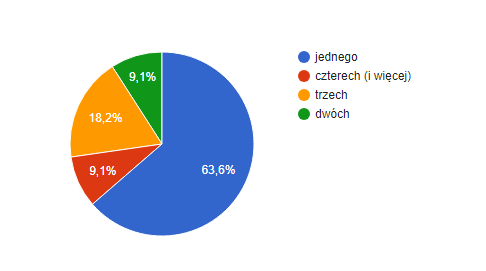 jednego
czterech (i więcej)
trzech
dwóch
9,1%
18,2%
9,1%
63,6%